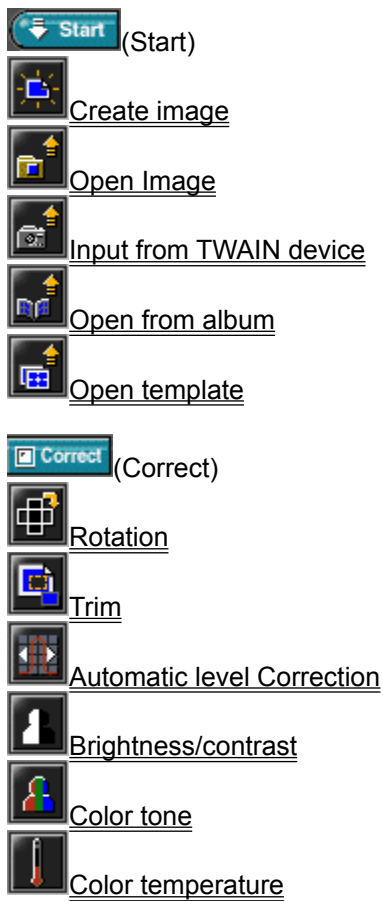 Start (Start)
Create image
Open Image
Input from TWAIN device
Open from album
Open template
Correct (Correct)
Rotation
Trim
Automatic level Correction
Brightness/contrast
Color tone
Color temperature